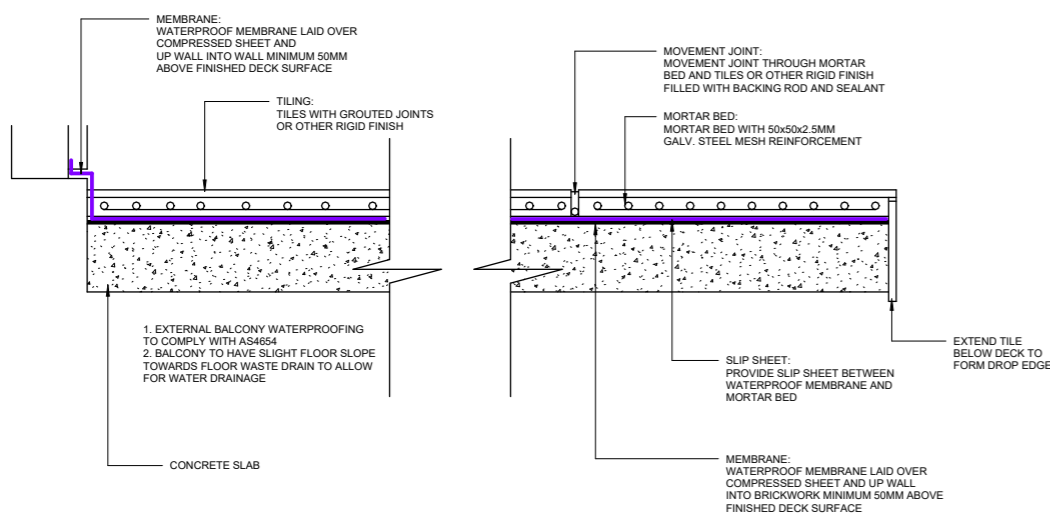 MEMBRANE:
WATERPROOF MEMBRANE LAID OVER
COMPRESSED SHEET AND
UP WALL INTO WALL MINIMUM 50MM
ABOVE FINISHED DECK SURFACE
TILING:
TILES WITH GROUTED JOINTS
OR OTHER RIGID FINISH
MOVEMENT JOINT:
MOVEMENT JOINT THROUGH MORTAR
BED AND TILES OR OTHER RIGID FINISH
FILLED WITH BACKING ROD AND SEALANT
MORTAR BED:
MORTAR BED WITH 50x50x2.5MM
GALV. STEEL MESH REINFORCEMENT
1. EXTERNAL BALCONY WATERPROOFING
TO COMPLY WITH AS4654
2. BALCONY TO HAVE SLIGHT FLOOR SLOPE
TOWARDS FLOOR WASTE DRAIN TO ALLOW
FOR WATER DRAINAGE
CONCRETE SLAB
EXTEND TILE
BELOW DECK TO
FORM DROP EDGE
SLIP SHEET:
PROVIDE SLIP SHEET BETWEEN
WATERPROOF MEMBRANE AND
MORTAR BED
MEMBRANE:
WATERPROOF MEMBRANE LAID OVER
COMPRESSED SHEET AND UP WALL
INTO BRICKWORK MINIMUM 50MM ABOVE
FINISHED DECK SURFACE